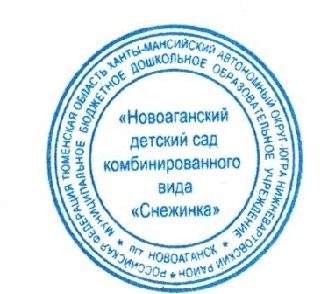 РОССИЙСКАЯ ФЕДЕРАЦИЯ ТЮМЕНСКАЯ ОБЛАСТЬ ХАНТЫ-МАНСИЙСКИЙ АВТОНОМНЫЙ ОКРУГ-ЮГРА НИЖНЕВАРТОВСКИЙ РАЙОН *
МУНИЦИПАЛЬНОЕ БЮДЖЕТНОЕ ДОШКОЛЬНОЕ ОБРАЗОВАТЕЛЬНОЕ УЧРЕЖДЕНИЕ
* пгт НОВОАГАНСК *
«Новоаганский
детский сад
комбинированного
вида
«Снежинка»